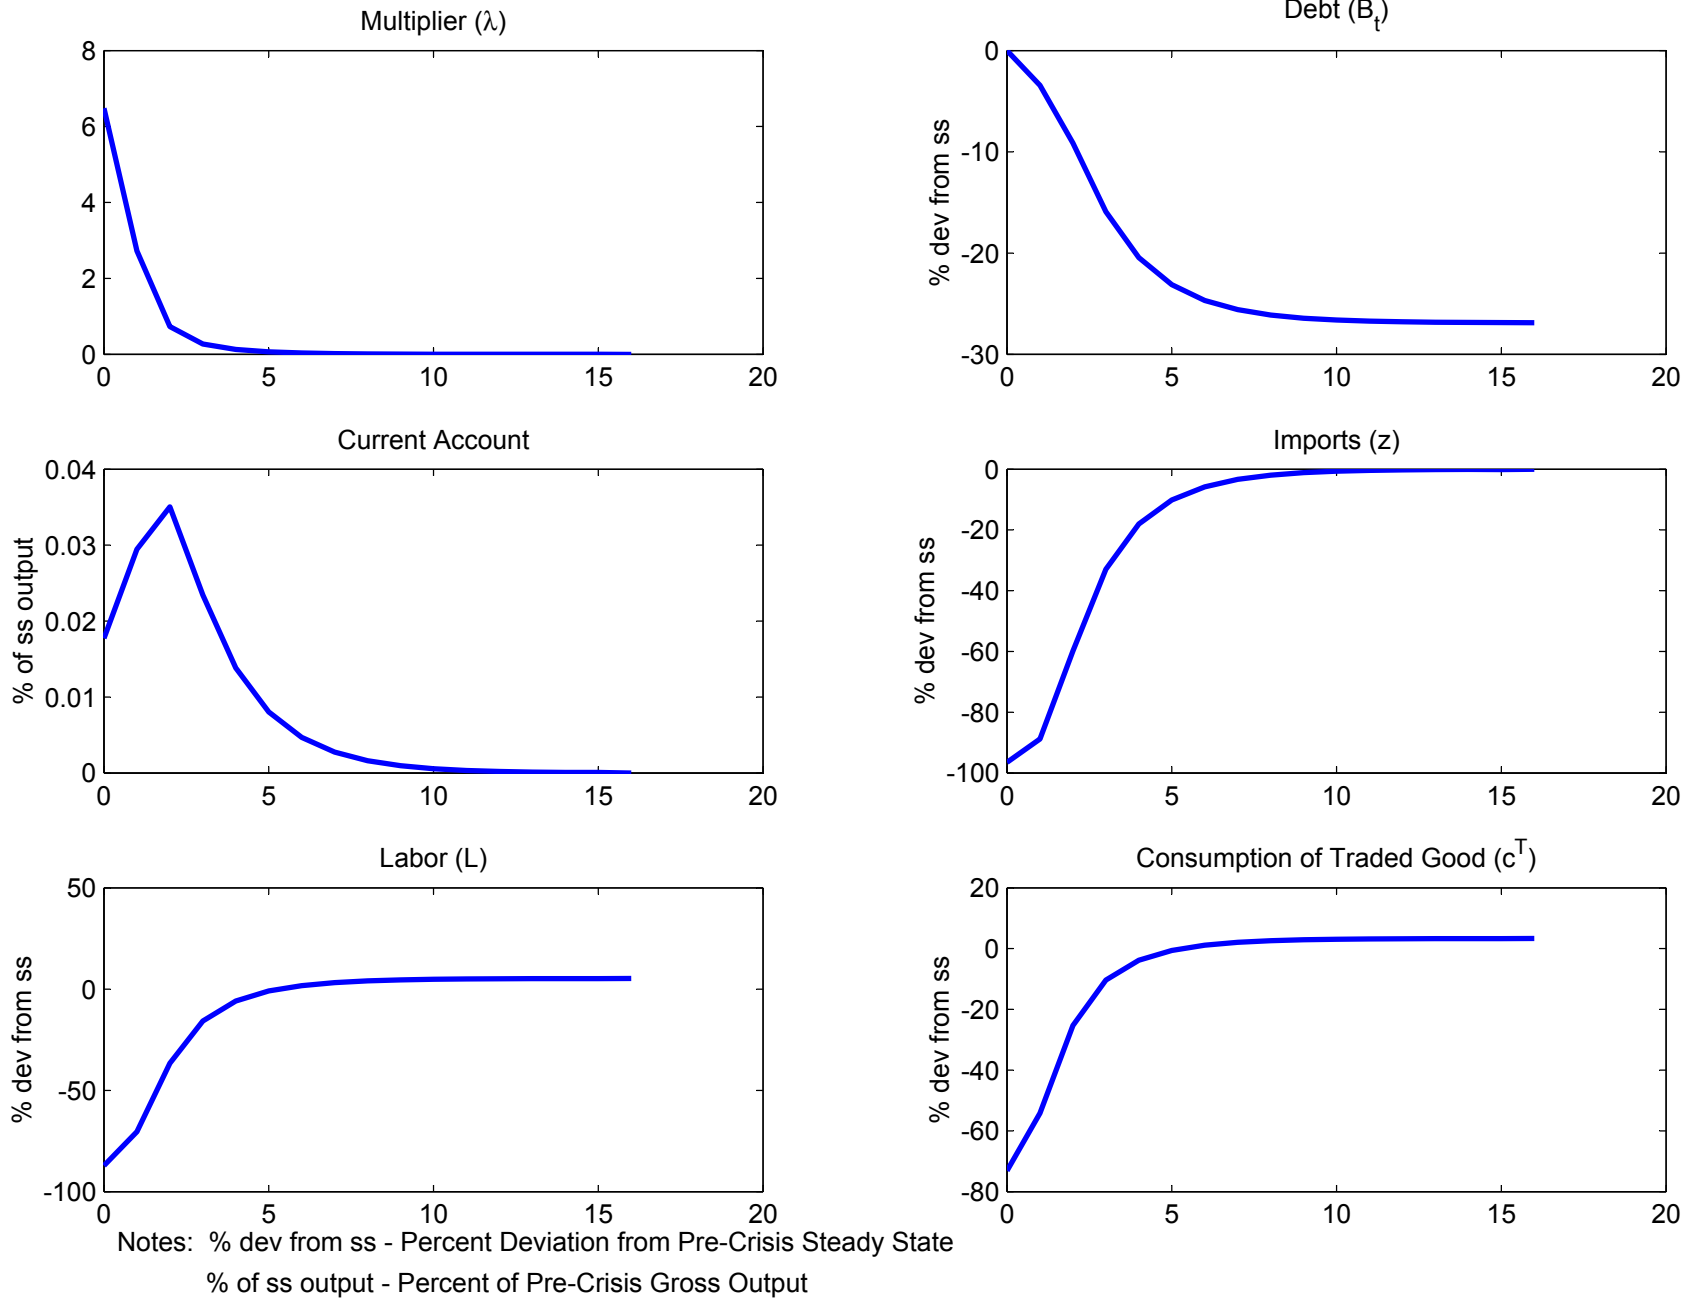 Multiplier (λ)
8
6
4
2
0
0 5 10 15 20
Debt (B_t)
% dev from ss
0
-10
-20
-30
0 5 10 15 20
Current Account
% of ss output
0.04
0.03
0.02
0.01
0
0 5 10 15 20
Imports (z)
% dev from ss
0
-20
-40
-60
-80
-100
0 5 10 15 20
Labor (L)
% dev from ss
50
0
-50
-100
0 5 10 15 20
Consumption of Traded Good (c^T)
% dev from ss
20
0
-20
-40
-60
-80
0 5 10 15 20
Notes: % dev from ss - Percent Deviation from Pre-Crisis Steady State
% of ss output - Percent of Pre-Crisis Gross Output